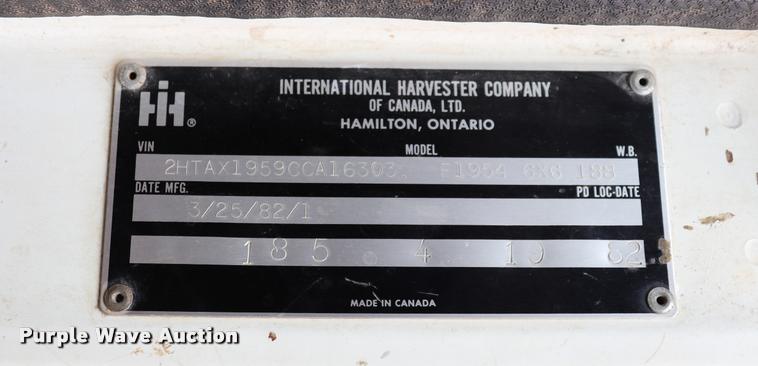 INTERNATIONAL HARVESTER COMPANY
OF CANADA, LTD.
HAMILTON, ONTARIO
IH®
VIN MODEL W.B.
2HTAX1959CCA16303 F1954 6X6 188
DATE MFG. PD LOC-DATE
3/25/82/1
185 4 19 82
MADE IN CANADA
Purple Wave Auction